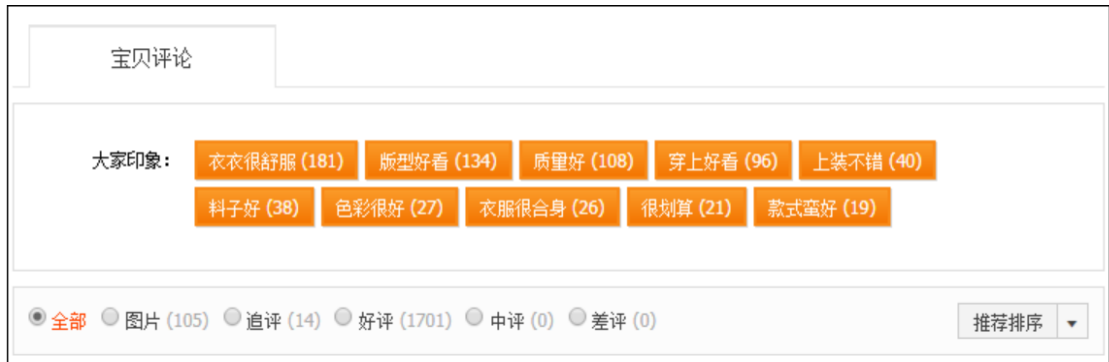 宝贝评论
大家印象： 衣衣很舒服 (181) 版型好看 (134) 质量好 (108) 穿上好看 (96) 上装不错 (40)
料子好 (38) 色彩很好 (27) 衣服很合身 (26) 很划算 (21) 款式蛮好 (19)
全部 图片 (105) 追评 (14) 好评 (1701) 中评 (0) 差评 (0) 推荐排序